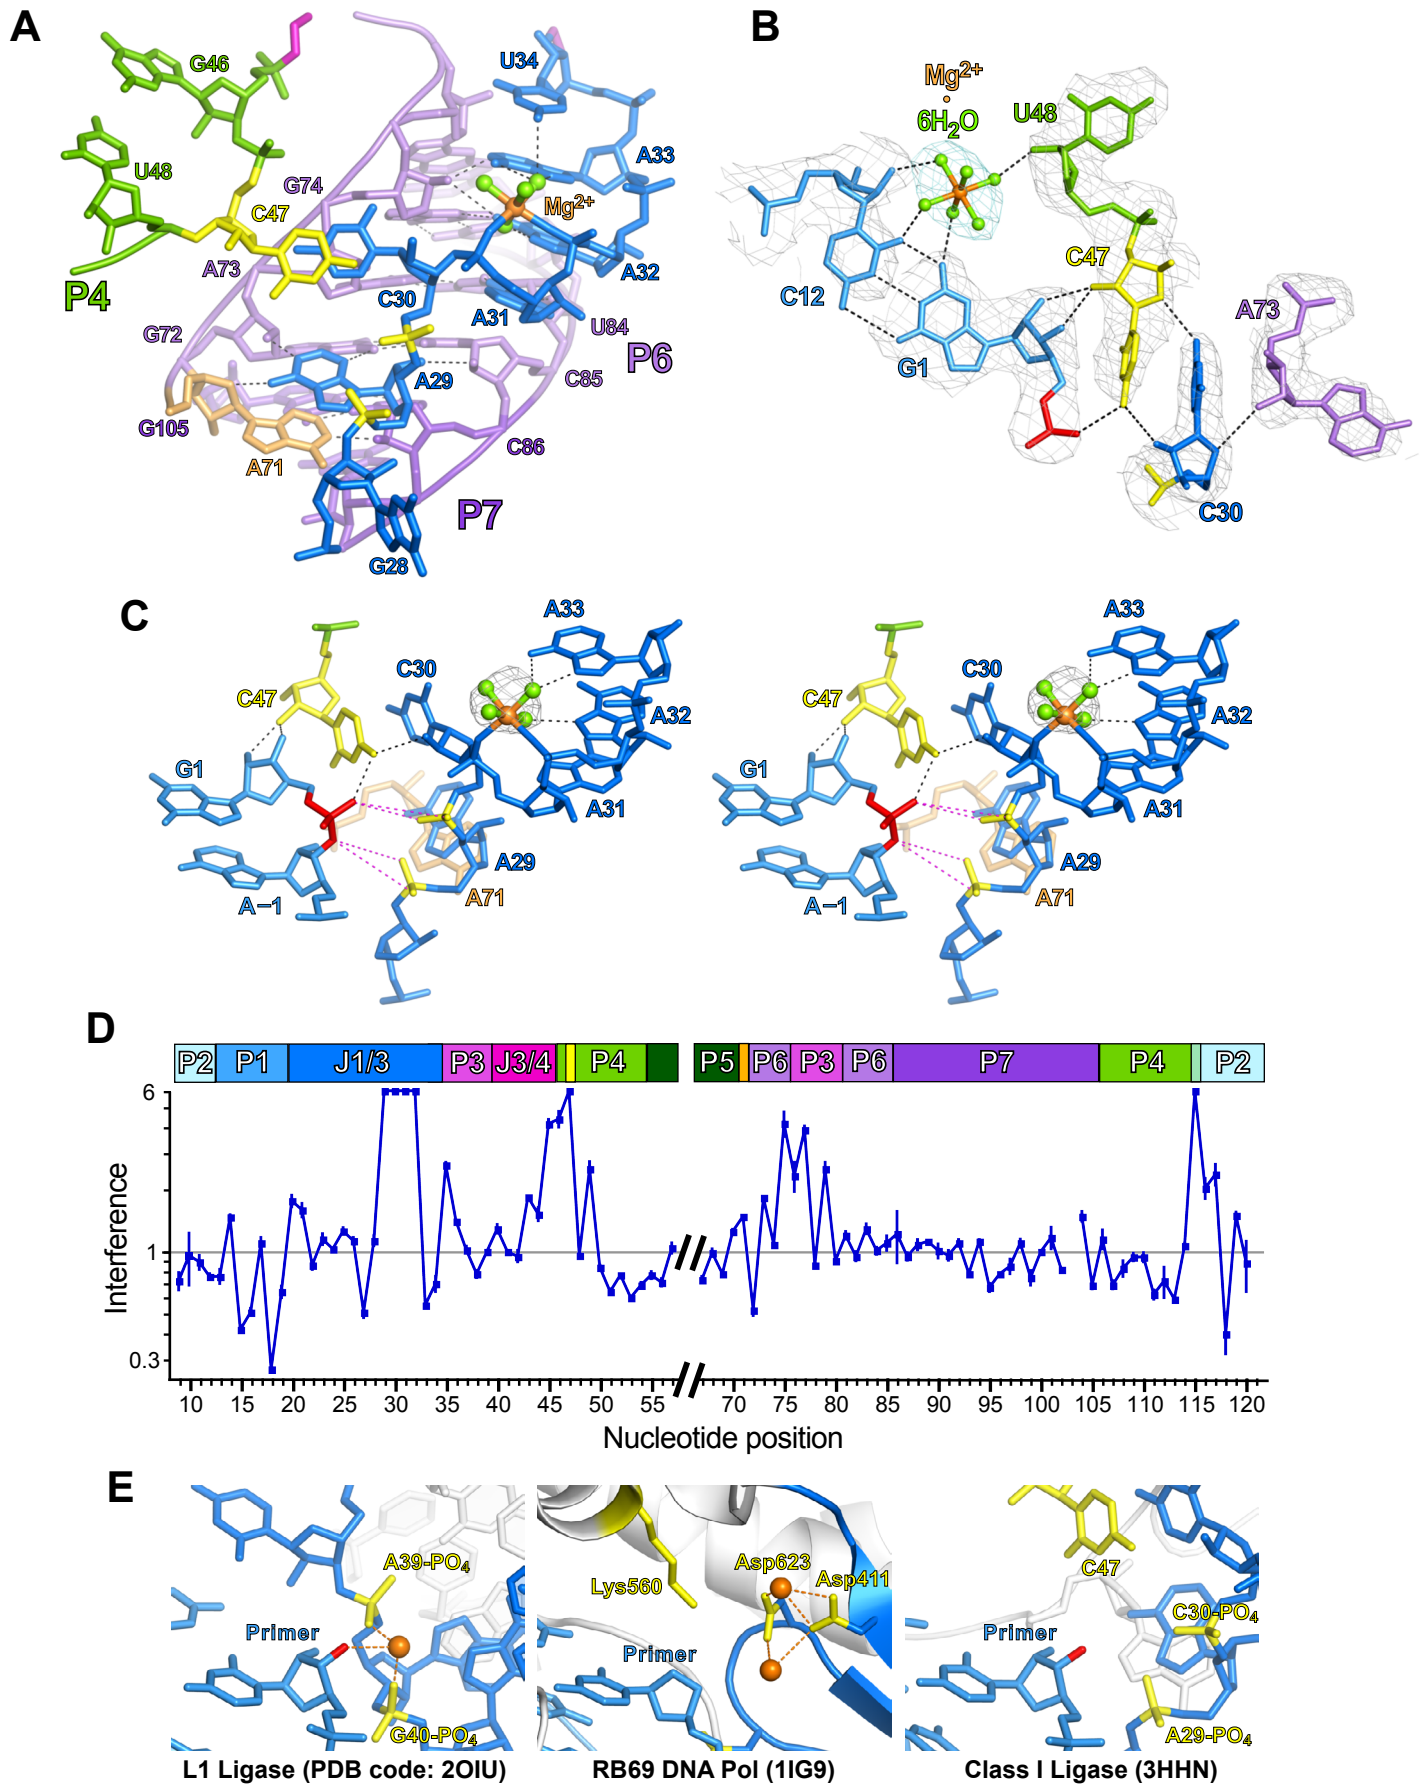 A
G46
U34
U48
G74
C47
A33
Mg2+
A73
P4
C30
A32
A31
G72
U84
P6
A29
C85
G105
A71
C86
P7
G28
B
Mg2+
•
6H2O
U48
C47
C12
A73
G1
C30
C
A33
C30
C47
A32
G1
A31
A29
A−1
A71
A33
C30
C47
A32
G1
A31
A29
A−1
A71
D
P2 P1 J1/3 P3 J3/4 P4 P5 P6 P3 P6 P7 P4 P2
6
1
0.3
Interference
10 15 20 25 30 35 40 45 50 55 70 75 80 85 90 95 100 105 110 115 120
Nucleotide position
E
A39-PO4
Primer
G40-PO4
L1 Ligase (PDB code: 2OIU)
Asp623
Lys560
Asp411
Primer
RB69 DNA Pol (1IG9)
C47
C30-PO4
Primer
A29-PO4
Class I Ligase (3HHN)